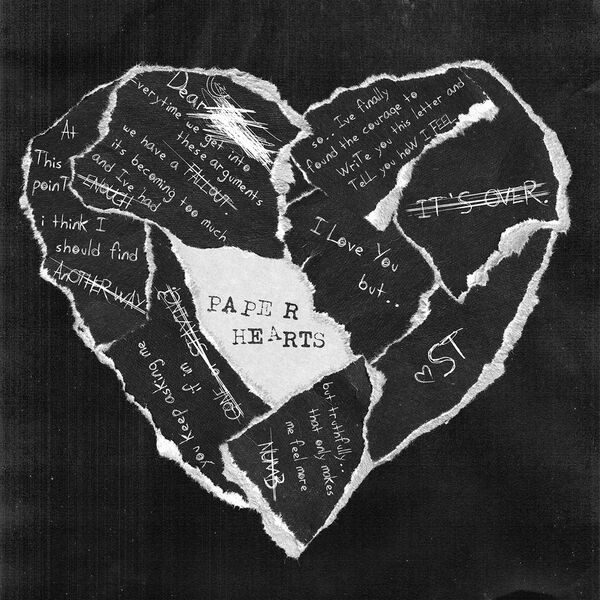 Dear
Everytime we get into
these arguments
we have a FALLOUT.
its becoming too much
and I've had
ENOUGH
so... Ive finally
found the courage to
WriTe you this letter and
Tell you how I FEEL
IT'S OVER.
At
This
poinT
i think I
should find
AnOTHER WAY
I Love You
but..
PAPER
HEARTS
♡ST
You keep asking me
if im
but truthfully..
that only makes
me feel more
NUMB